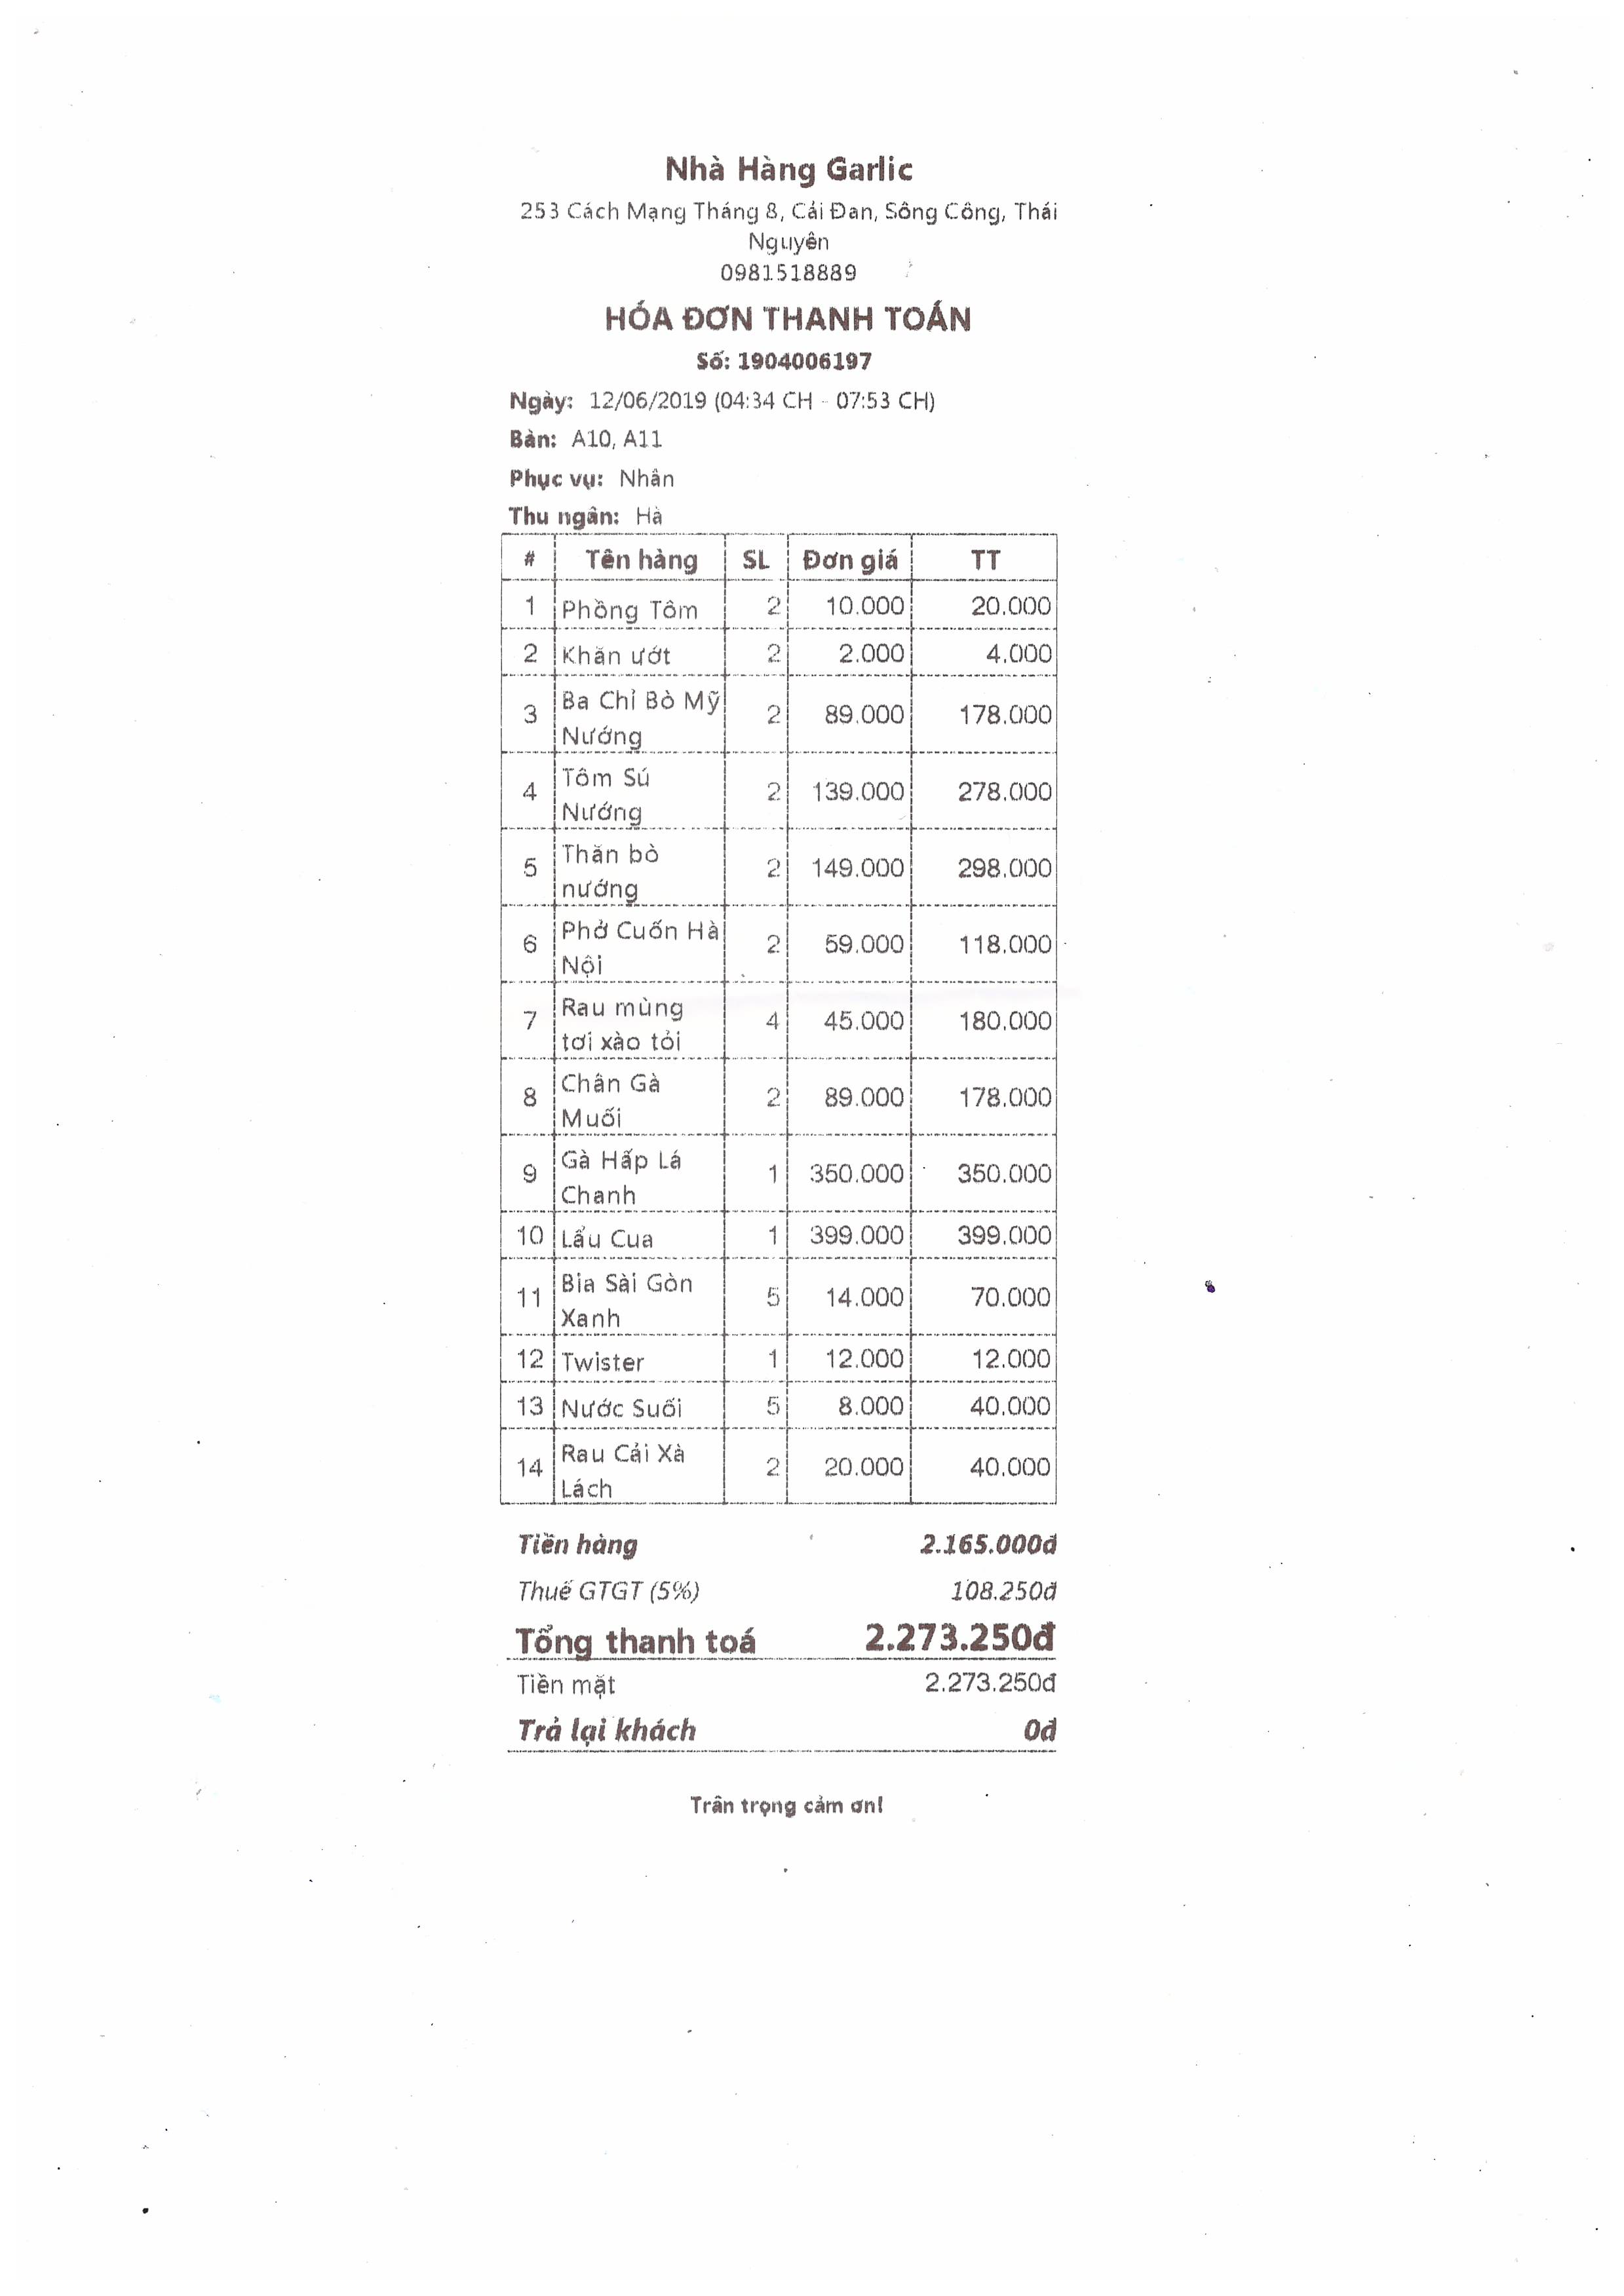 Nhà Hàng Garlic
253 Cách Mạng Tháng 8, Cải Đan, Sông Công, Thái
Nguyên
0981518889
HÓA ĐƠN THANH TOÁN
Số: 1904006197
Ngày: 12/06/2019 (04:34 CH - 07:53 CH)
Bàn: A10, A11
Phục vụ: Nhân
Thu ngân: Hà
# Tên hàng SL Đơn giá TT
1 Phồng Tôm 2 10.000 20.000
2 Khăn ướt 2 2.000 4.000
3 Ba Chỉ Bò Mỹ
Nướng 2 89.000 178.000
4 Tôm Sú
Nướng 2 139.000 278.000
5 Thăn bò
nướng 2 149.000 298.000
6 Phở Cuốn Hà
Nội 2 59.000 118.000
7 Rau mùng
tơi xào tỏi 4 45.000 180.000
8 Chân Gà
Muối 2 89.000 178.000
9 Gà Hấp Lá
Chanh 1 350.000 350.000
10 Lẩu Cua 1 399.000 399.000
11 Bia Sài Gòn
Xanh 5 14.000 70.000
12 Twister 1 12.000 12.000
13 Nước Suối 5 8.000 40.000
14 Rau Cải Xà
Lách 2 20.000 40.000
Tiền hàng 2.165.000đ
Thuế GTGT (5%) 108.250đ
Tổng thanh toá 2.273.250đ
Tiền mặt 2.273.250đ
Trả lại khách 0đ
Trân trọng cảm ơn!